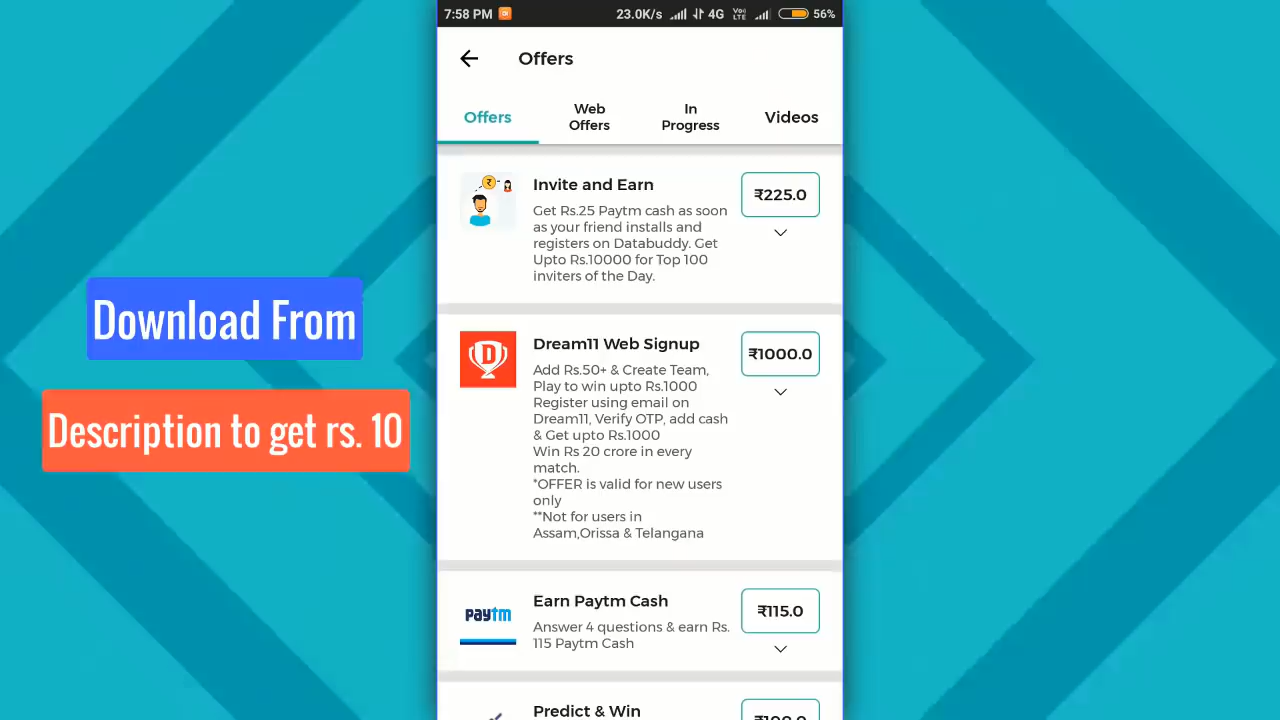 7:58 PM
23.0K/s 4G Vo) LTE 56%
Offers
Offers
Web
Offers
In
Progress
Videos
Invite and Earn
₹225.0
Get Rs.25 Paytm cash as soon
as your friend installs and
registers on Databuddy. Get
Upto Rs.10000 for Top 100
inviters of the Day.
Download From
Description to get rs. 10
D
Dream11 Web Signup
₹1000.0
Add Rs.50+ & Create Team,
Play to win upto Rs.1000
Register using email on
Dream11, Verify OTP, add cash
& Get upto Rs.1000
Win Rs 20 crore in every
match.
*OFFER is valid for new users
only
**Not for users in
Assam,Orissa & Telangana
paytm
Earn Paytm Cash
₹115.0
Answer 4 questions & earn Rs.
115 Paytm Cash
Predict & Win